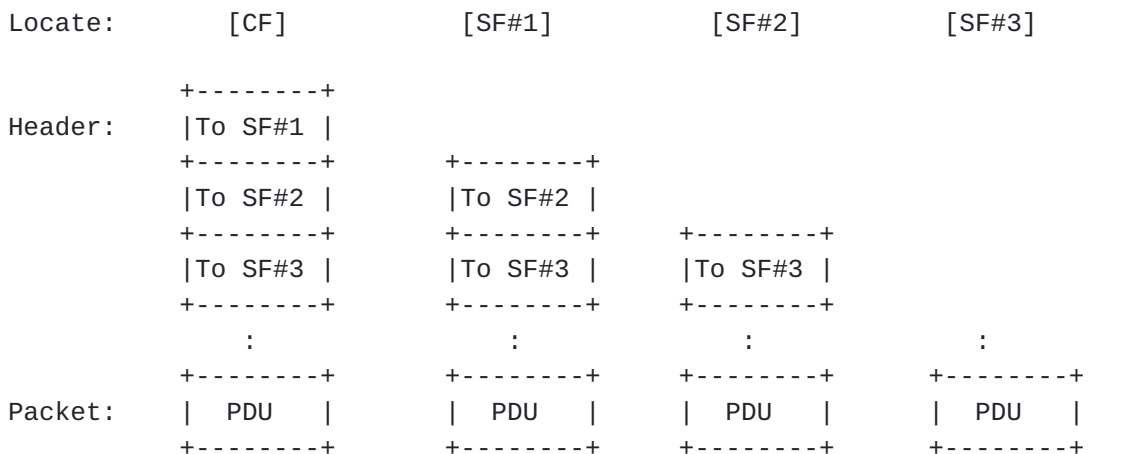 Locate:       [CF]           [SF#1]          [SF#2]         [SF#3]
           +--------+
Header:    |To SF#1 |
           +--------+       +--------+
           |To SF#2 |       |To SF#2 |
           +--------+       +--------+     +--------+
           |To SF#3 |       |To SF#3 |     |To SF#3 |
           +--------+       +--------+     +--------+
               :                :              :              :
           +--------+       +--------+     +--------+      +--------+
Packet:    |  PDU   |       |  PDU   |     |  PDU   |      |  PDU   |
           +--------+       +--------+     +--------+      +--------+